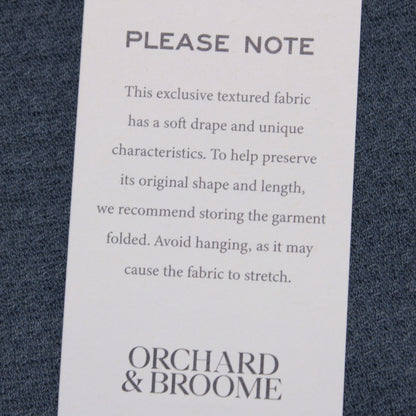 PLEASE NOTE
This exclusive textured fabric
has a soft drape and unique
characteristics. To help preserve
its original shape and length,
we recommend storing the garment
folded. Avoid hanging, as it may
cause the fabric to stretch.
ORCHARD
& BROOME